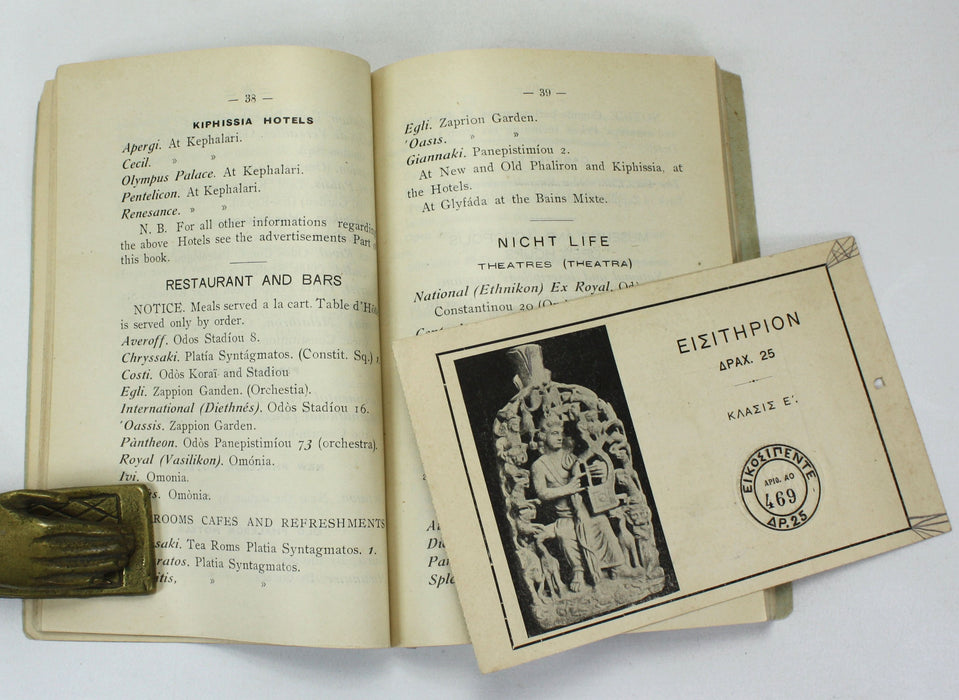 — 38 —
KIPHISSIA HOTELS
Apergi. At Kephalari.
Cecil. » »
Olympus Palace. At Kephalari.
Pentelicon. At Kephalari.
Renesance. » »
N. B. For all other informations
the above Hotels see the advertisements Part
this book.
RESTAURANT AND BARS
NOTICE. Meals served a la cart. Table
is served only by order.
Averoff. Odos Stadíou 8.
Chryssaki. Platía Syntágmatos. (Constit. Sq.)
Costi. Odòs Koraï and Stadíou
Egli. Zappion Ganden. (Orchestia).
International (Diethnés). Odòs Stadíou 16.
'Oassis. Zappion Garden.
Pàntheon. Odòs Panepistimíou 73 (orchestra).
Royal (Vasilikon). Omónia.
Ivi. Omonia.
Omònia.
ROOMS CAFES AND REFRESHMENTS
Tea Roms Platia Syntagmatos. 1.
Platia Syntagmatos.
» »
— 39 —
Egli. Zaprion Garden.
'Oasis. » »
Giannaki. Panepistimíou 2.
At New and Old Phaliron and Kiphissia, at
the Hotels.
At Glyfáda at the Bains Mixte.
NICHT LIFE
THEATRES (THEATRA)
National (Ethnikon) Ex Royal.
Constantinou 20
ΕΙΣΙΤΗΡΙΟΝ
ΔΡΑΧ. 25
ΚΛΑΣΙΣ Ε΄.
ΕΙΚΟΣΙΠΕΝΤΕ
ΑΡΙΘ. ΑΟ
469
ΔΡ. 25